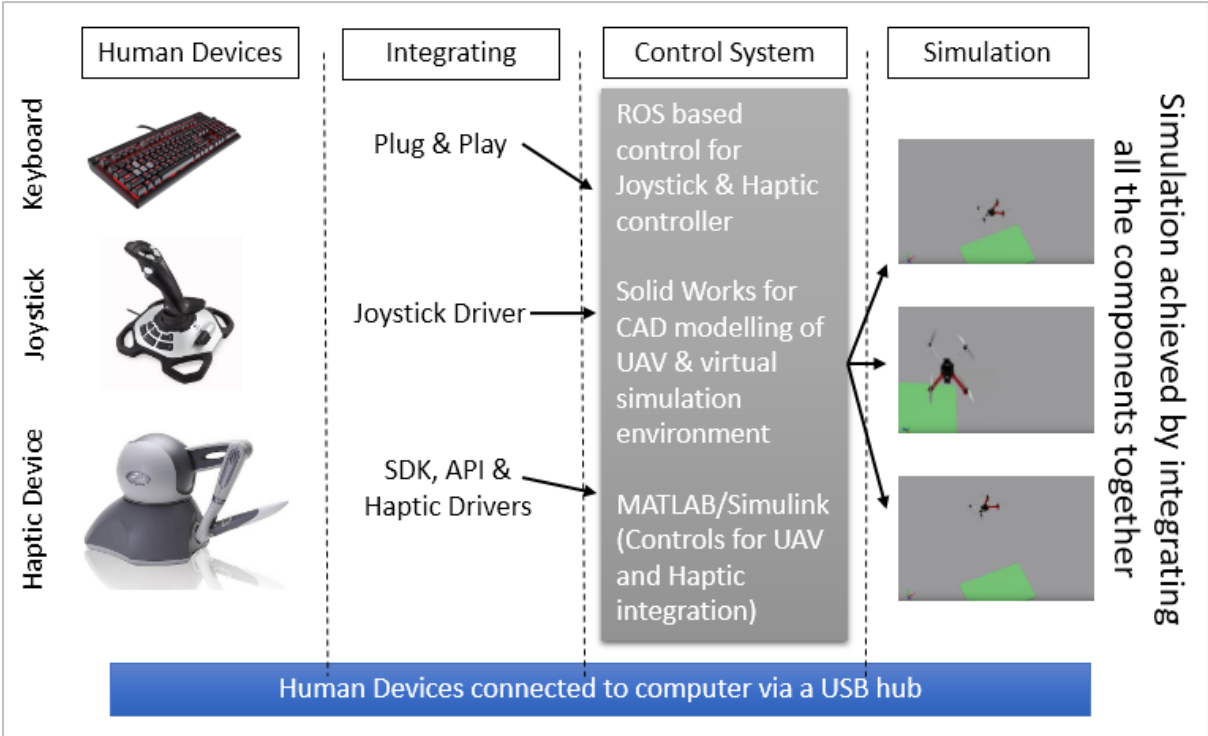 Human Devices
Integrating
Control System
Simulation
Keyboard
Joystick
Haptic Device
Plug & Play
Joystick Driver
SDK, API &
Haptic Drivers
ROS based
control for
Joystick & Haptic
controller
Solid Works for
CAD modelling of
UAV & virtual
simulation
environment
MATLAB/Simulink
(Controls for UAV
and Haptic
integration)
Simulation achieved by integrating
all the components together
Human Devices connected to computer via a USB hub